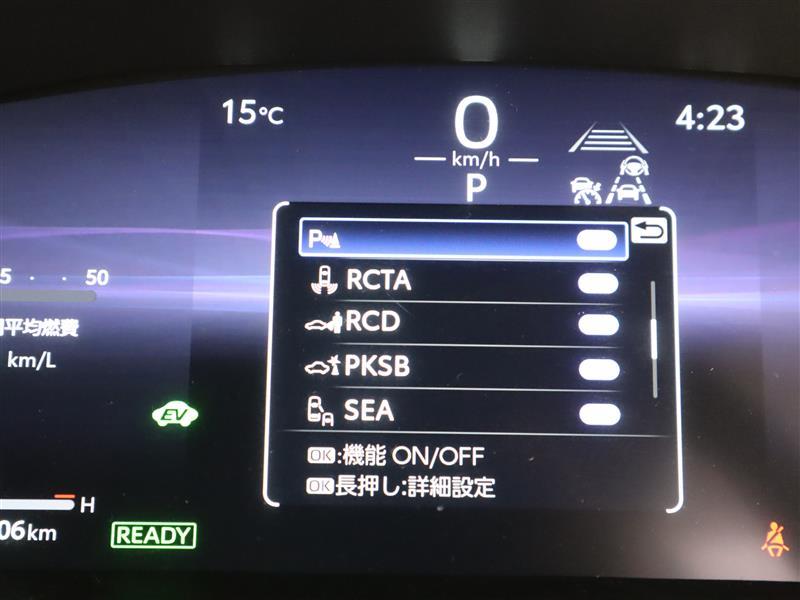 15°C
0
km/h
4:23
P
P
RCTA
RCD
PKSB
SEA
OK:機能 ON/OFF
OK長押し:詳細設定
5 · · 50
平均燃費
km/L
EV
H
06km
READY